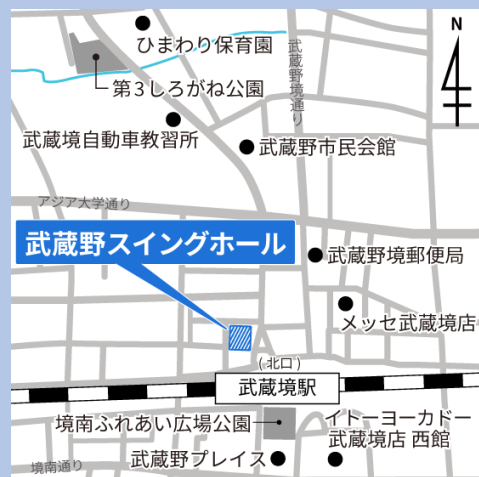 N
ひまわり保育園
武蔵野境通り
第3しろがね公園
武蔵境自動車教習所
武蔵野市民会館
アジア大学通り
武蔵野スイングホール
武蔵野境郵便局
メッセ武蔵境店
(北口)
武蔵境駅
境南ふれあい広場公園
イトーヨーカドー
武蔵境店 西館
武蔵野プレイス
境南通り